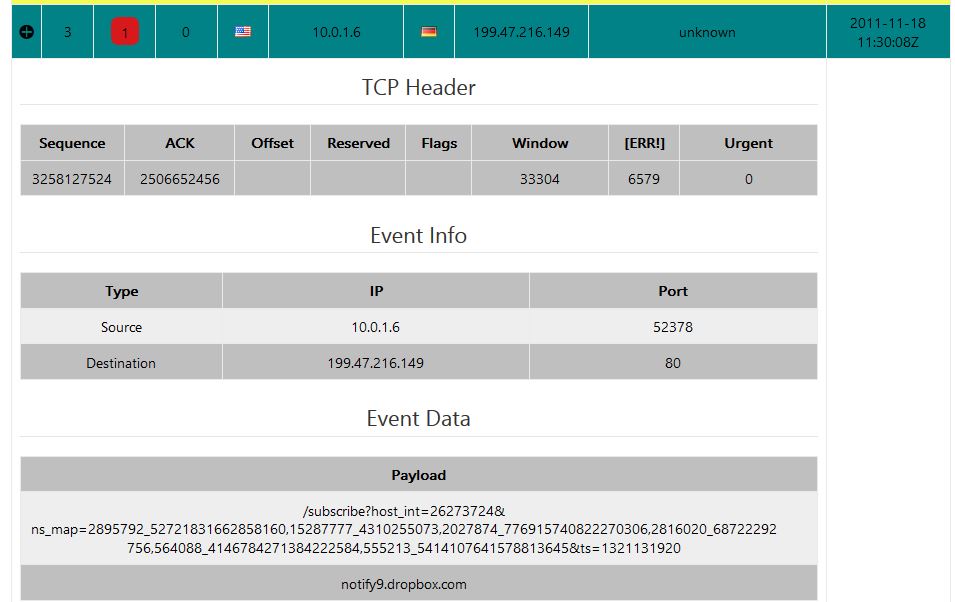 3 1 0 10.0.1.6 199.47.216.149 unknown 2011-11-18
11:30:08Z
TCP Header
Sequence ACK Offset Reserved Flags Window [ERR!] Urgent
3258127524 2506652456 33304 6579 0
Event Info
Type IP Port
Source 10.0.1.6 52378
Destination 199.47.216.149 80
Event Data
Payload
/subscribe?host_int=26273724&
ns_map=2895792_52721831662858160,15287777_4310255073,2027874_776915740822270306,2816020_68722292
756,564088_4146784271384222584,555213_5414107641578813645&ts=1321131920
notify9.dropbox.com